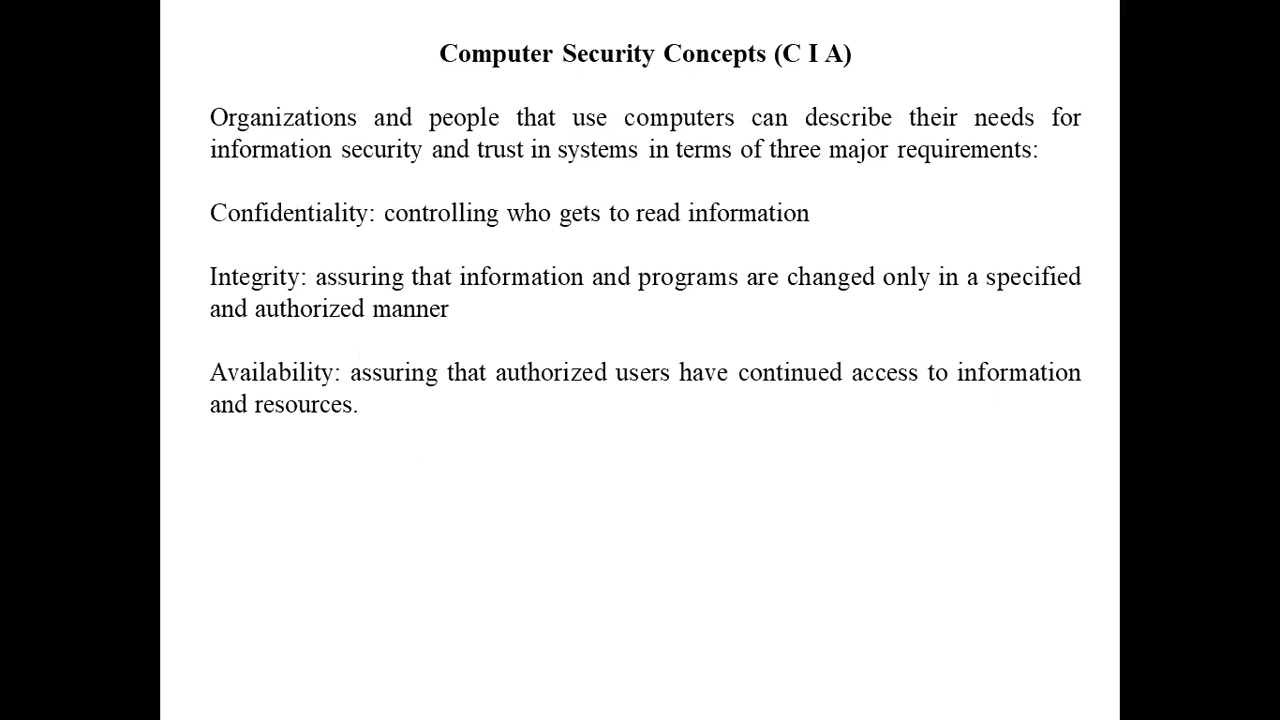 Computer Security Concepts (C I A)
Organizations and people that use computers can describe their needs for
information security and trust in systems in terms of three major requirements:
Confidentiality: controlling who gets to read information
Integrity: assuring that information and programs are changed only in a specified
and authorized manner
Availability: assuring that authorized users have continued access to information
and resources.